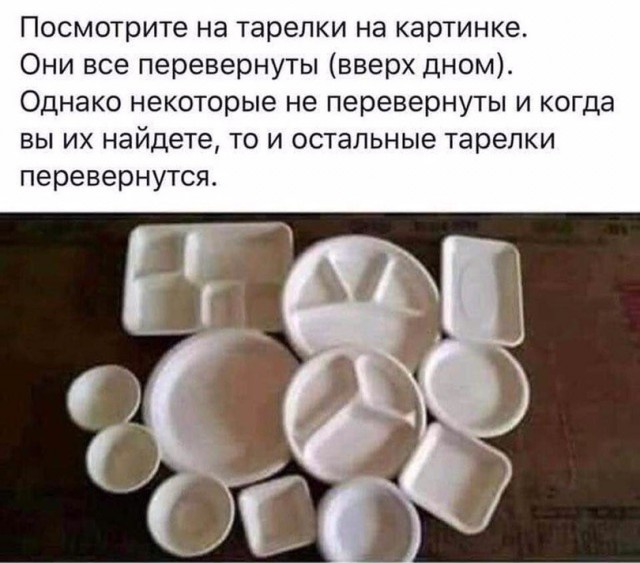 Посмотрите на тарелки на картинке.
Они все перевернуты (вверх дном).
Однако некоторые не перевернуты и когда
вы их найдете, то и остальные тарелки
перевернутся.